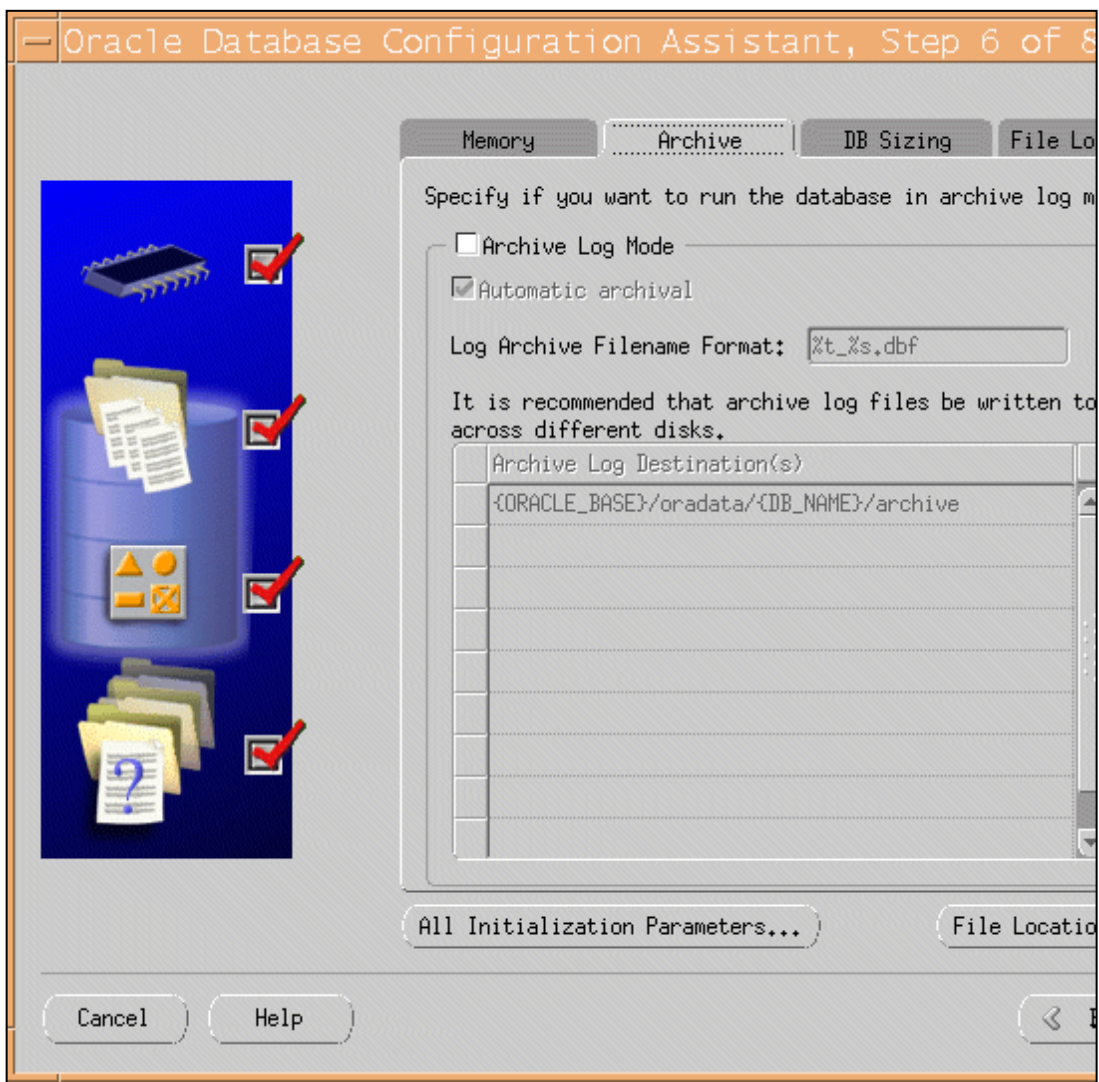 Oracle Database Configuration Assistant, Step 6 of 8
Memory Archive DB Sizing File Lo
Specify if you want to run the database in archive log m
Archive Log Mode
Automatic archival
Log Archive Filename Format: %t_%s.dbf
It is recommended that archive log files be written to
across different disks.
Archive Log Destination(s)
{ORACLE_BASE}/oradata/{DB_NAME}/archive
?
All Initialization Parameters... File Locatio
Cancel Help